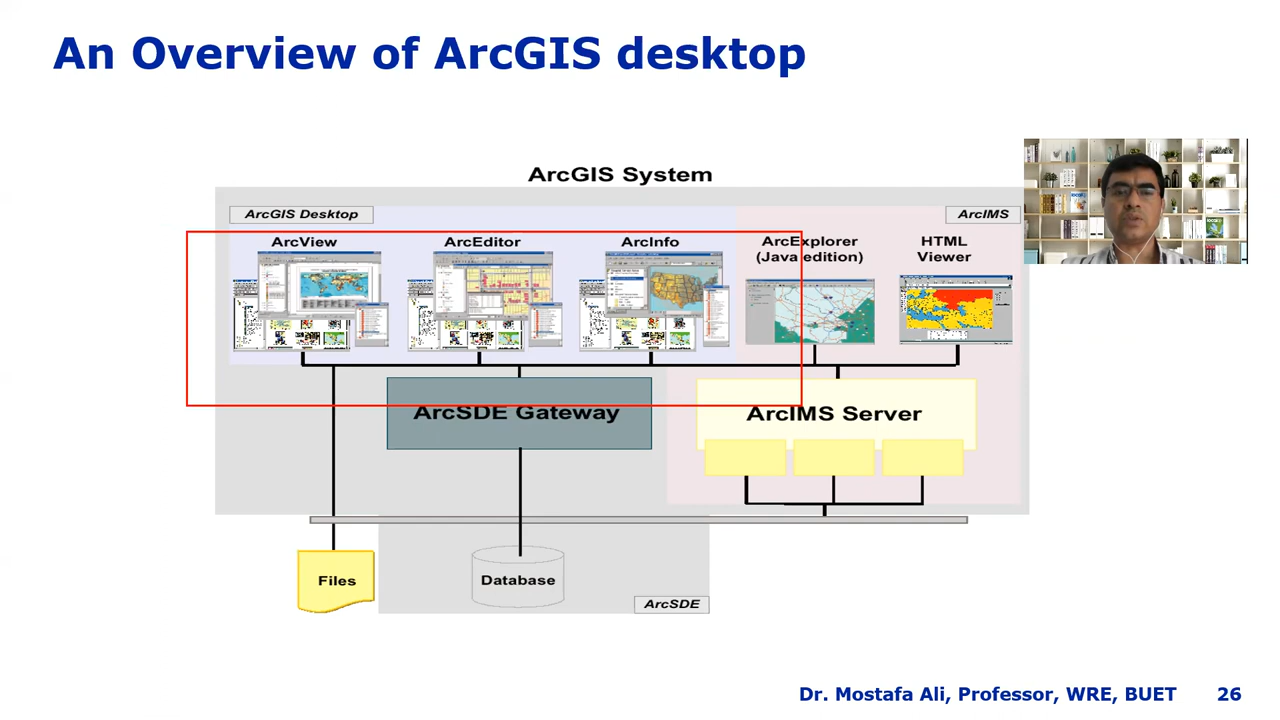 An Overview of ArcGIS desktop
ArcGIS System
ArcGIS Desktop
ArcIMS
ArcView
ArcEditor
ArcInfo
ArcExplorer
(Java edition)
HTML
Viewer
ArcSDE Gateway
ArcIMS Server
Files
Database
ArcSDE
Dr. Mostafa Ali, Professor, WRE, BUET
26